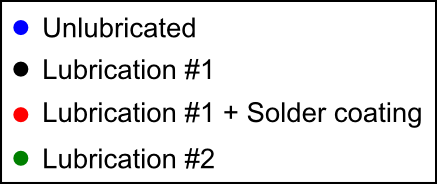 Unlubricated
Lubrication #1
Lubrication #1 + Solder coating
Lubrication #2